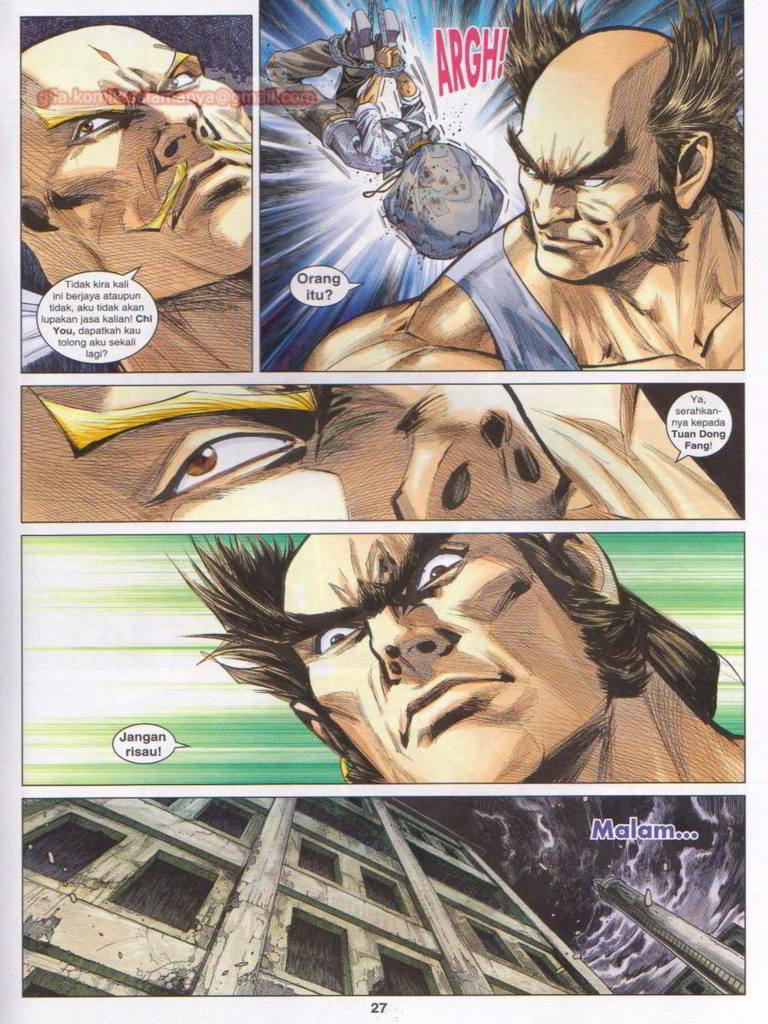 Tidak kira kali
ini berjaya ataupun
tidak, aku tidak akan
lupakan jasa kalian! Chi
You, dapatkah kau
tolong aku sekali
lagi?
ARGH!
Orang
itu?
Ya,
serahkan-
nya kepada
Tuan Dong
Fang!
Jangan
risau!
Malam...
27